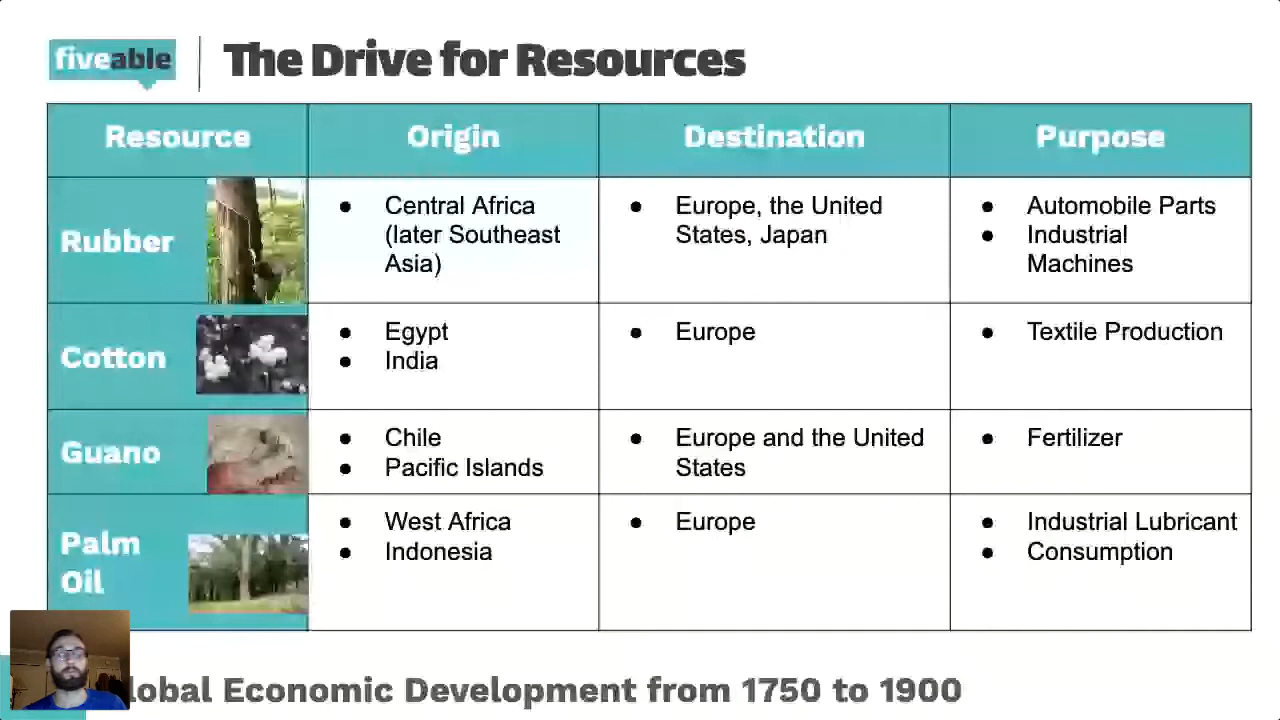 fiveable
The Drive for Resources
Resource Origin Destination Purpose
Rubber
● Central Africa
(later Southeast
Asia)
● Europe, the United
States, Japan
● Automobile Parts
● Industrial
Machines
Cotton
● Egypt
● India
● Europe
● Textile Production
Guano
● Chile
● Pacific Islands
● Europe and the United
States
● Fertilizer
Palm
Oil
● West Africa
● Indonesia
● Europe
● Industrial Lubricant
● Consumption
Economic Development from 1750 to 1900